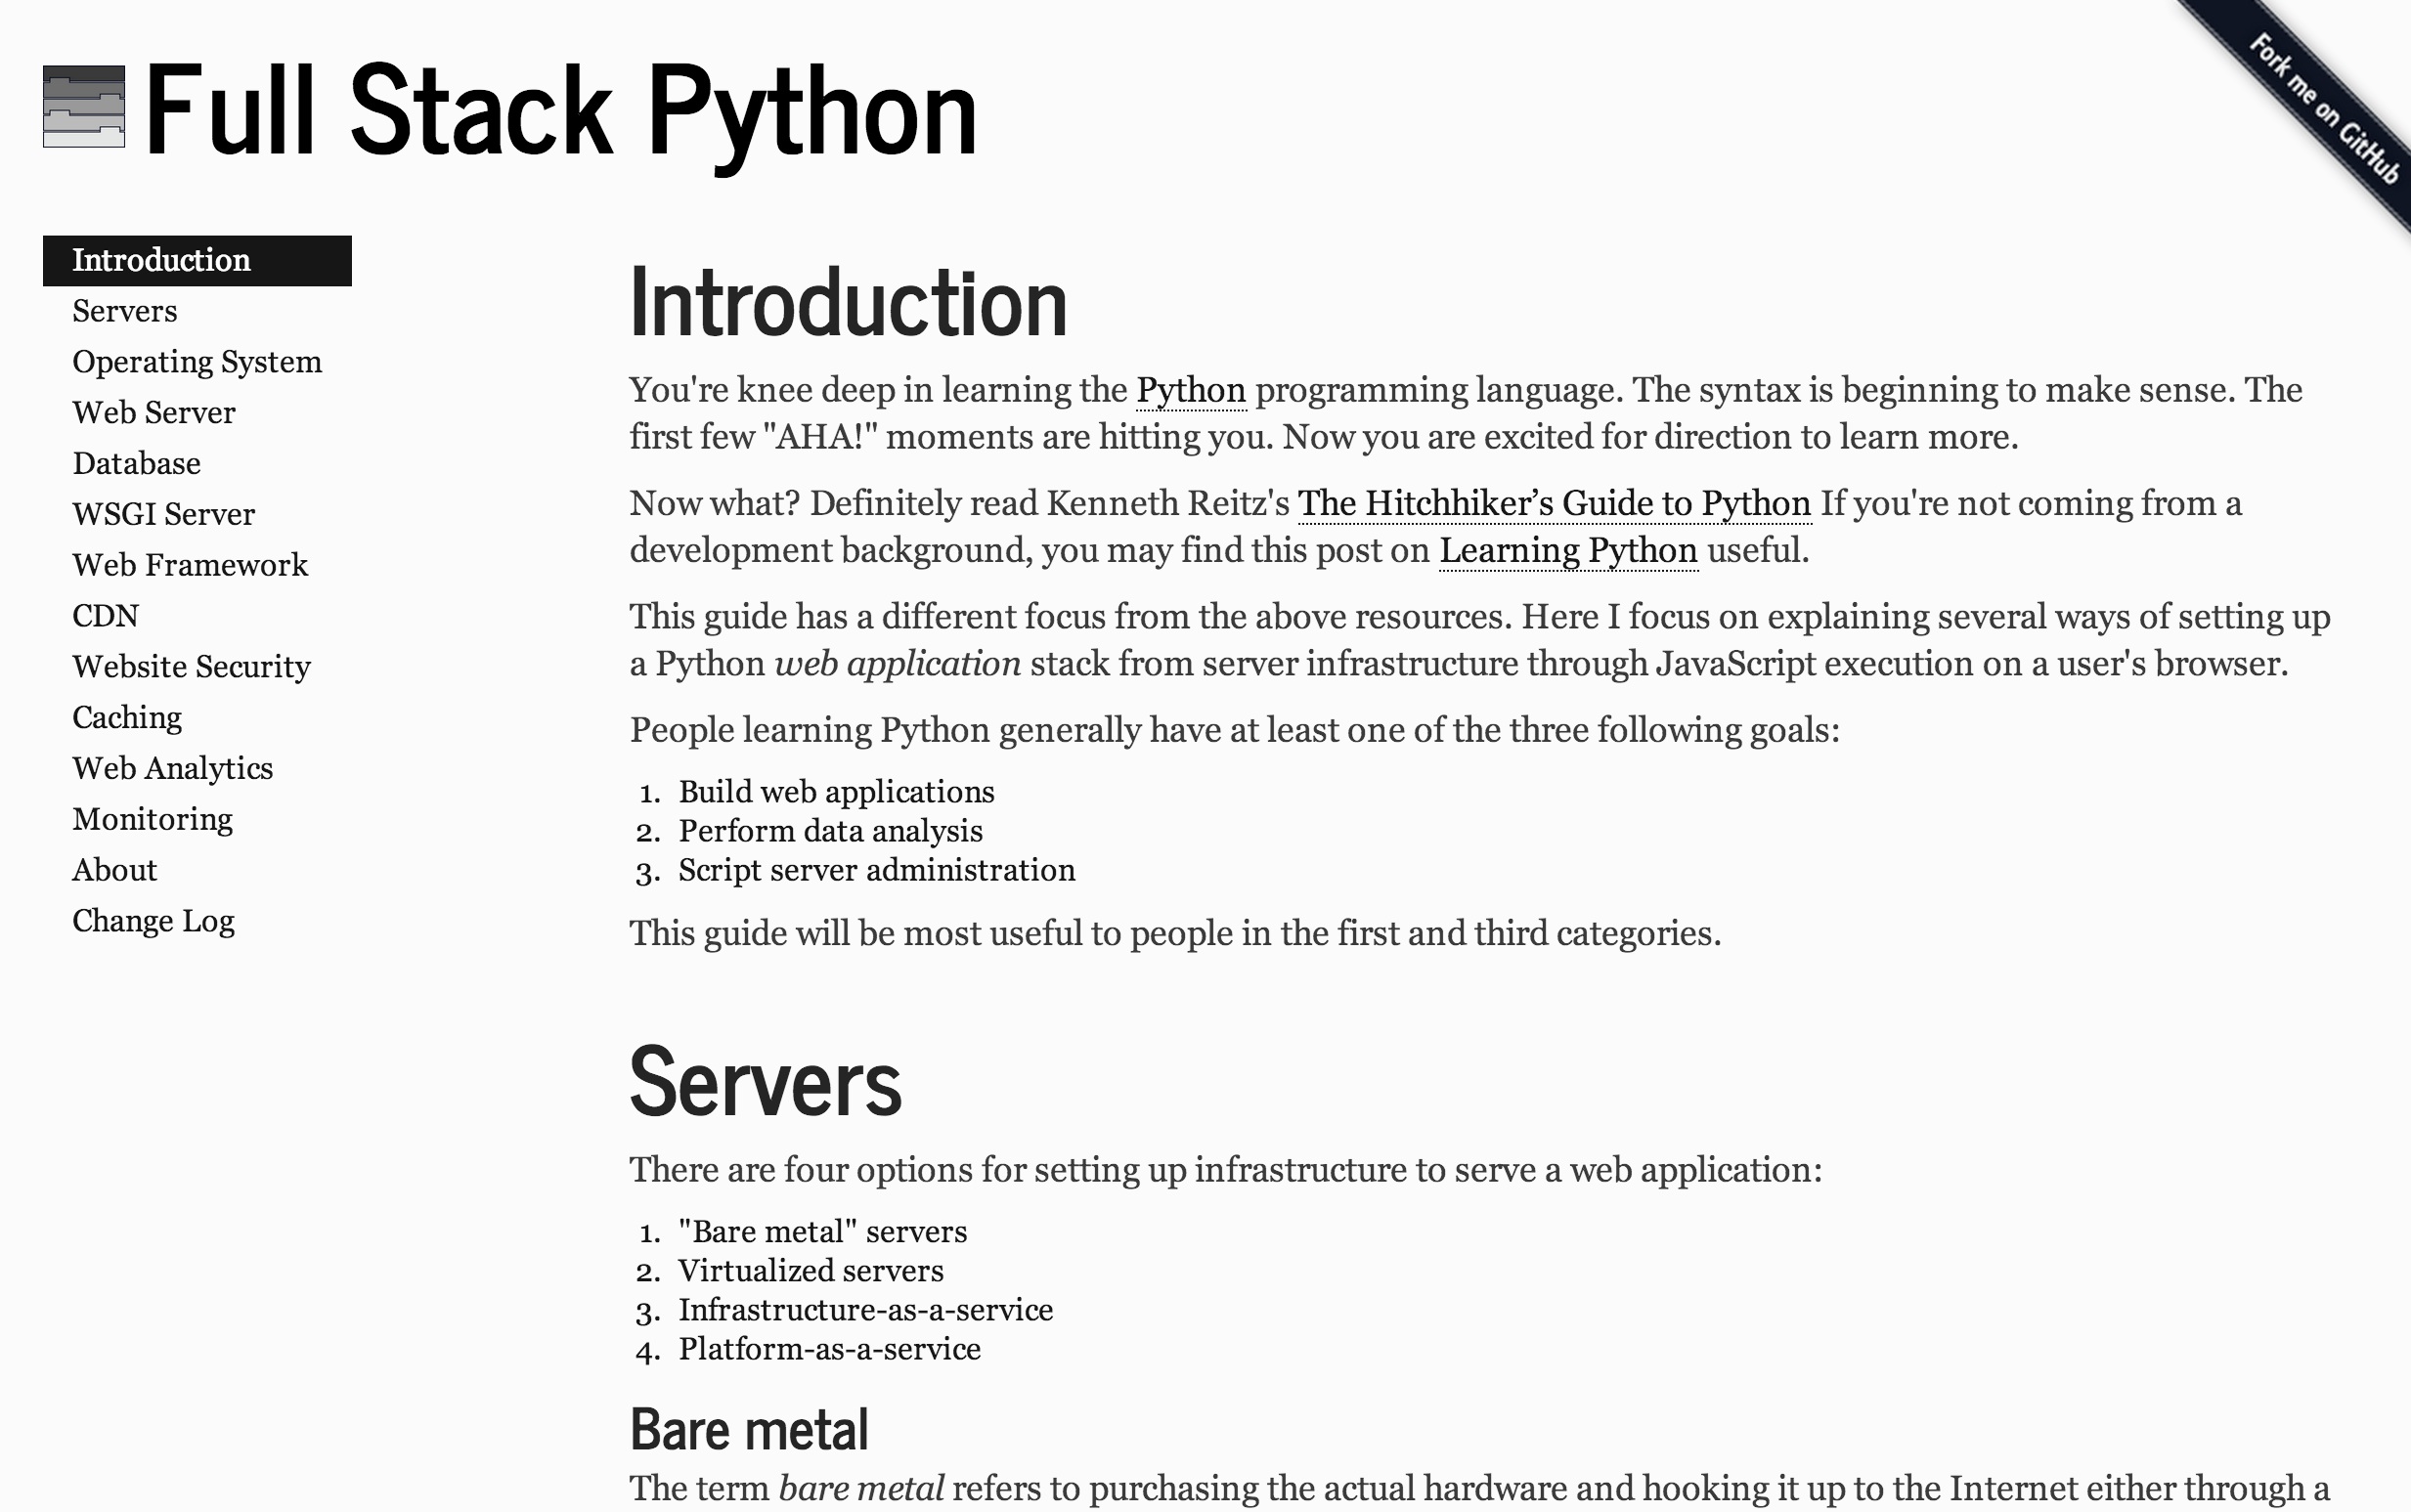 Full Stack Python
Fork me on GitHub
Introduction
Servers
Operating System
Web Server
Database
WSGI Server
Web Framework
CDN
Website Security
Caching
Web Analytics
Monitoring
About
Change Log
Introduction
You're knee deep in learning the Python programming language. The syntax is beginning to make sense. The
first few "AHA!" moments are hitting you. Now you are excited for direction to learn more.
Now what? Definitely read Kenneth Reitz's The Hitchhiker’s Guide to Python If you're not coming from a
development background, you may find this post on Learning Python useful.
This guide has a different focus from the above resources. Here I focus on explaining several ways of setting up
a Python web application stack from server infrastructure through JavaScript execution on a user's browser.
People learning Python generally have at least one of the three following goals:
1. Build web applications
2. Perform data analysis
3. Script server administration
This guide will be most useful to people in the first and third categories.
Servers
There are four options for setting up infrastructure to serve a web application:
1. "Bare metal" servers
2. Virtualized servers
3. Infrastructure-as-a-service
4. Platform-as-a-service
Bare metal
The term bare metal refers to purchasing the actual hardware and hooking it up to the Internet either through a